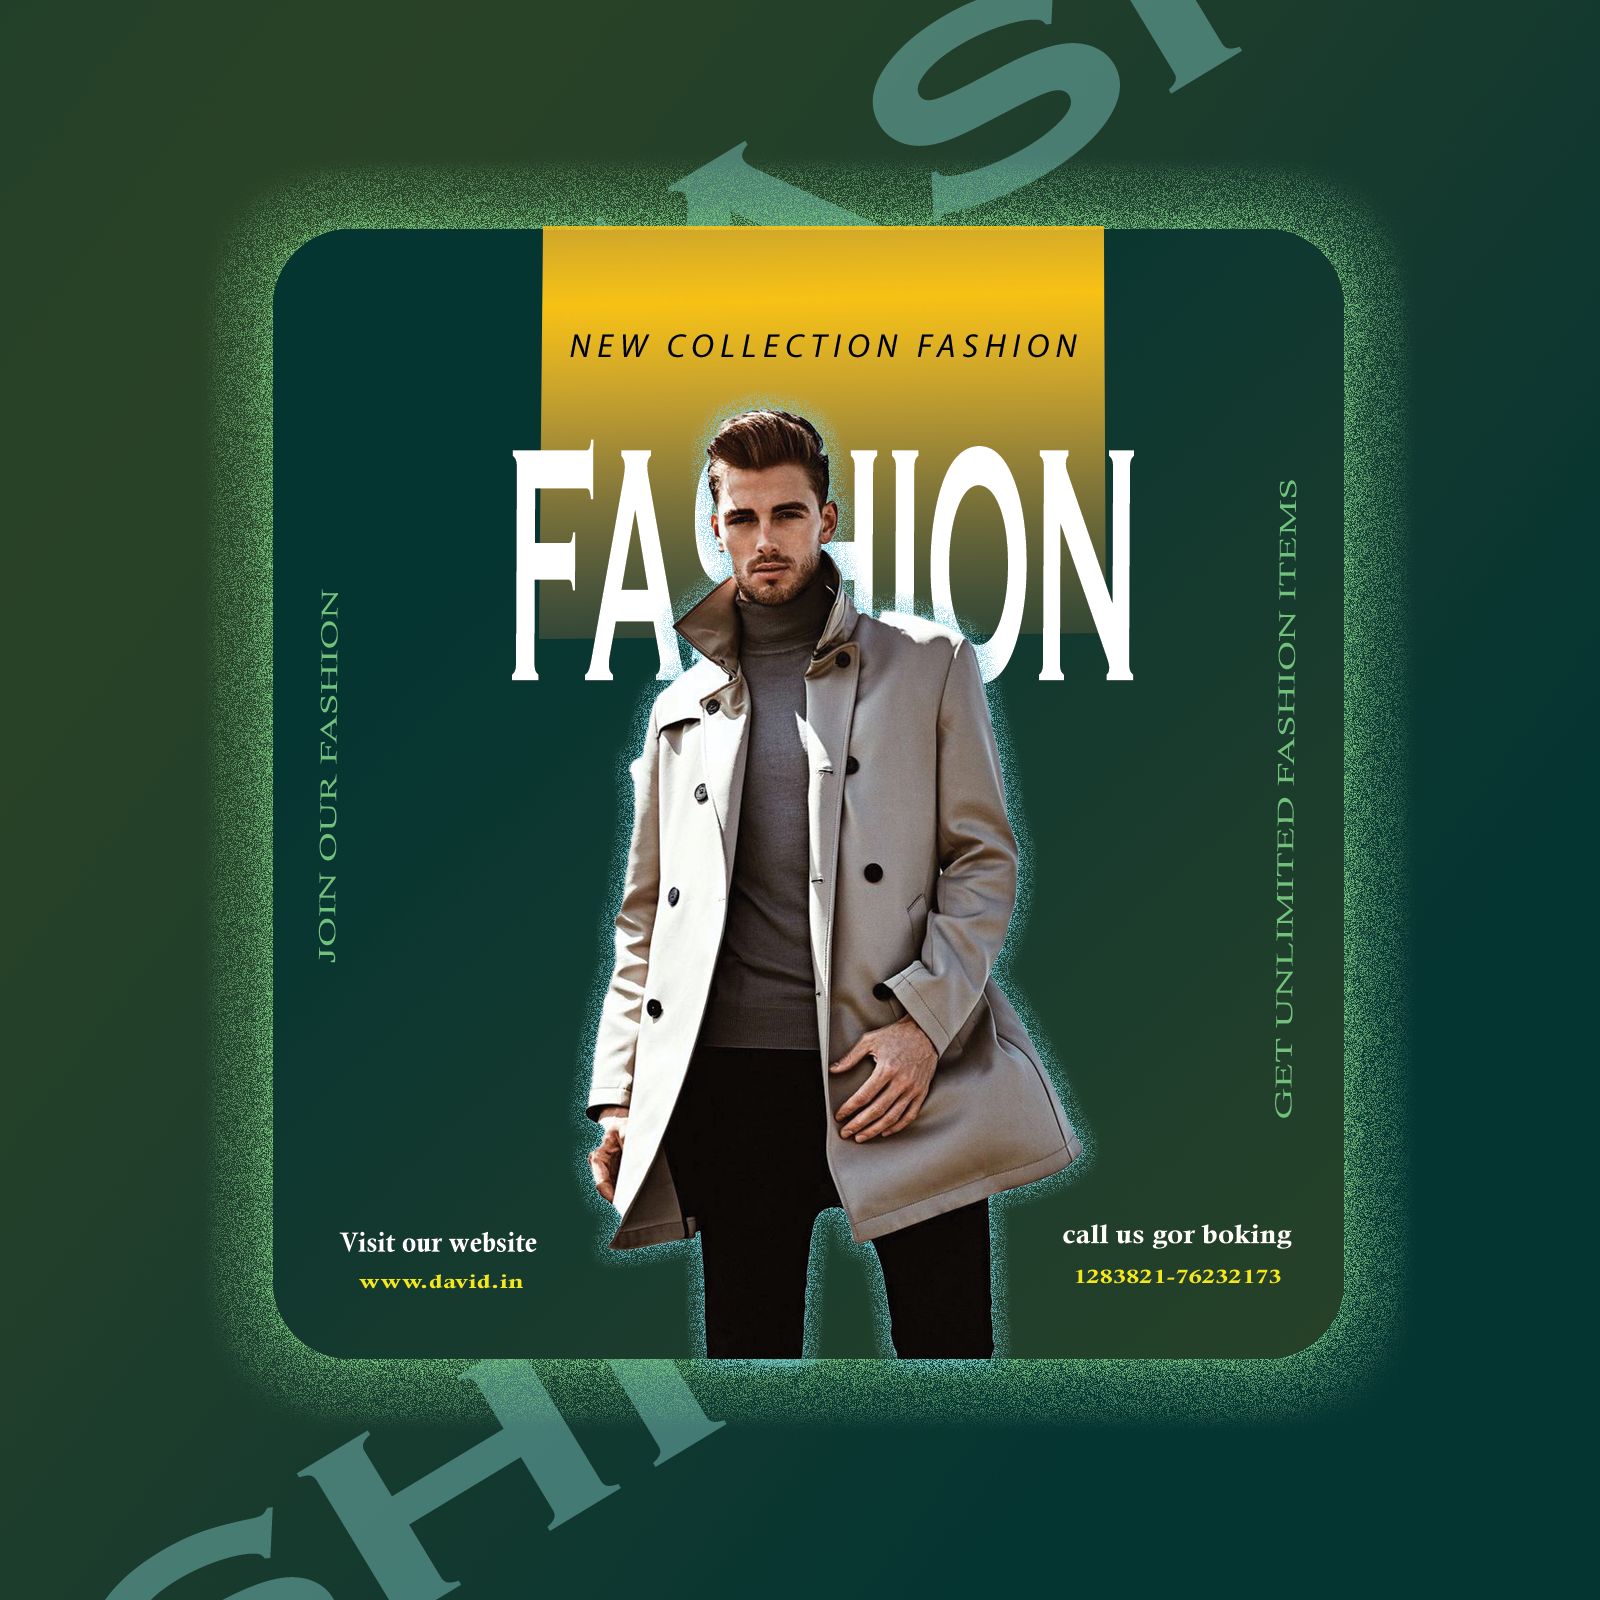 NEW COLLECTION FASHION
FASHION
JOIN OUR FASHION
GET UNLIMITED FASHION ITEMS
Visit our website
www.david.in
call us gor boking
1283821-76232173